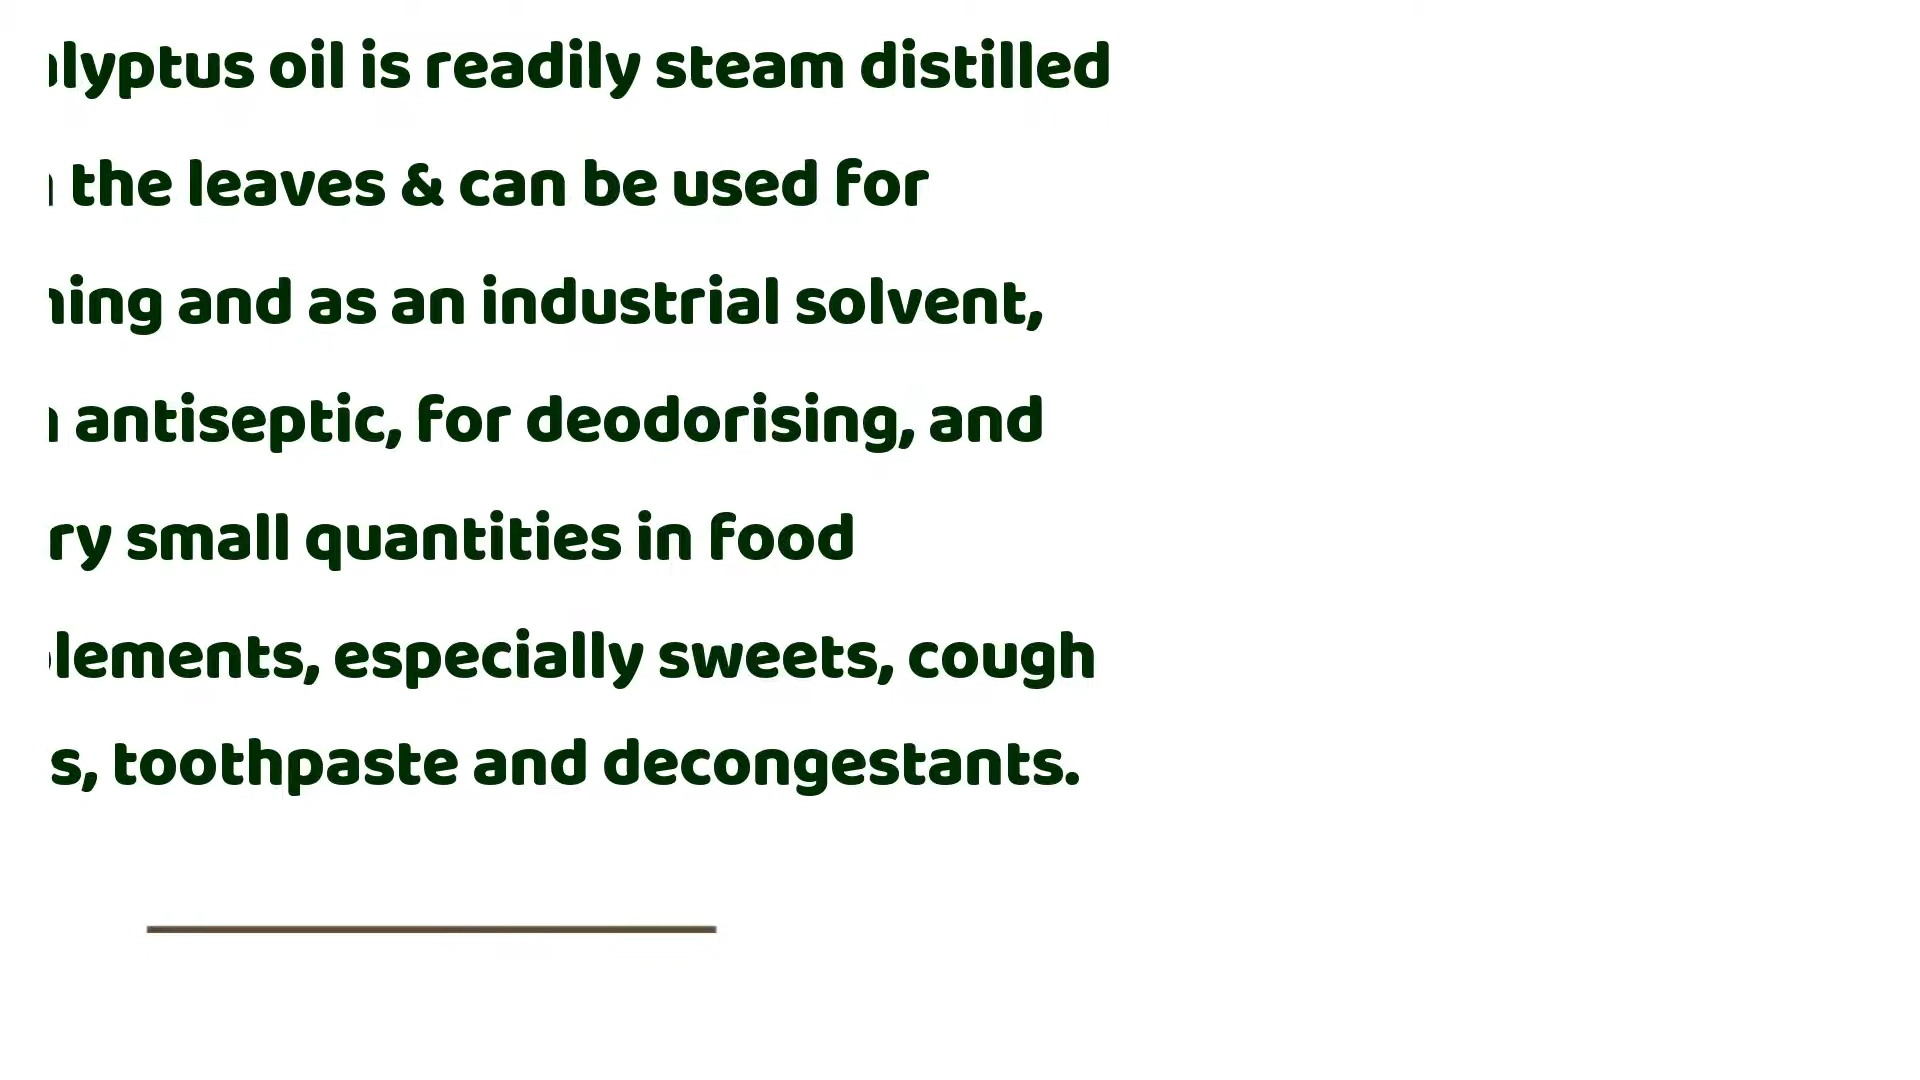 lyptus oil is readily steam distilled
the leaves & can be used for
ning and as an industrial solvent,
antiseptic, for deodorising, and
ry small quantities in food
lements, especially sweets, cough
s, toothpaste and decongestants.